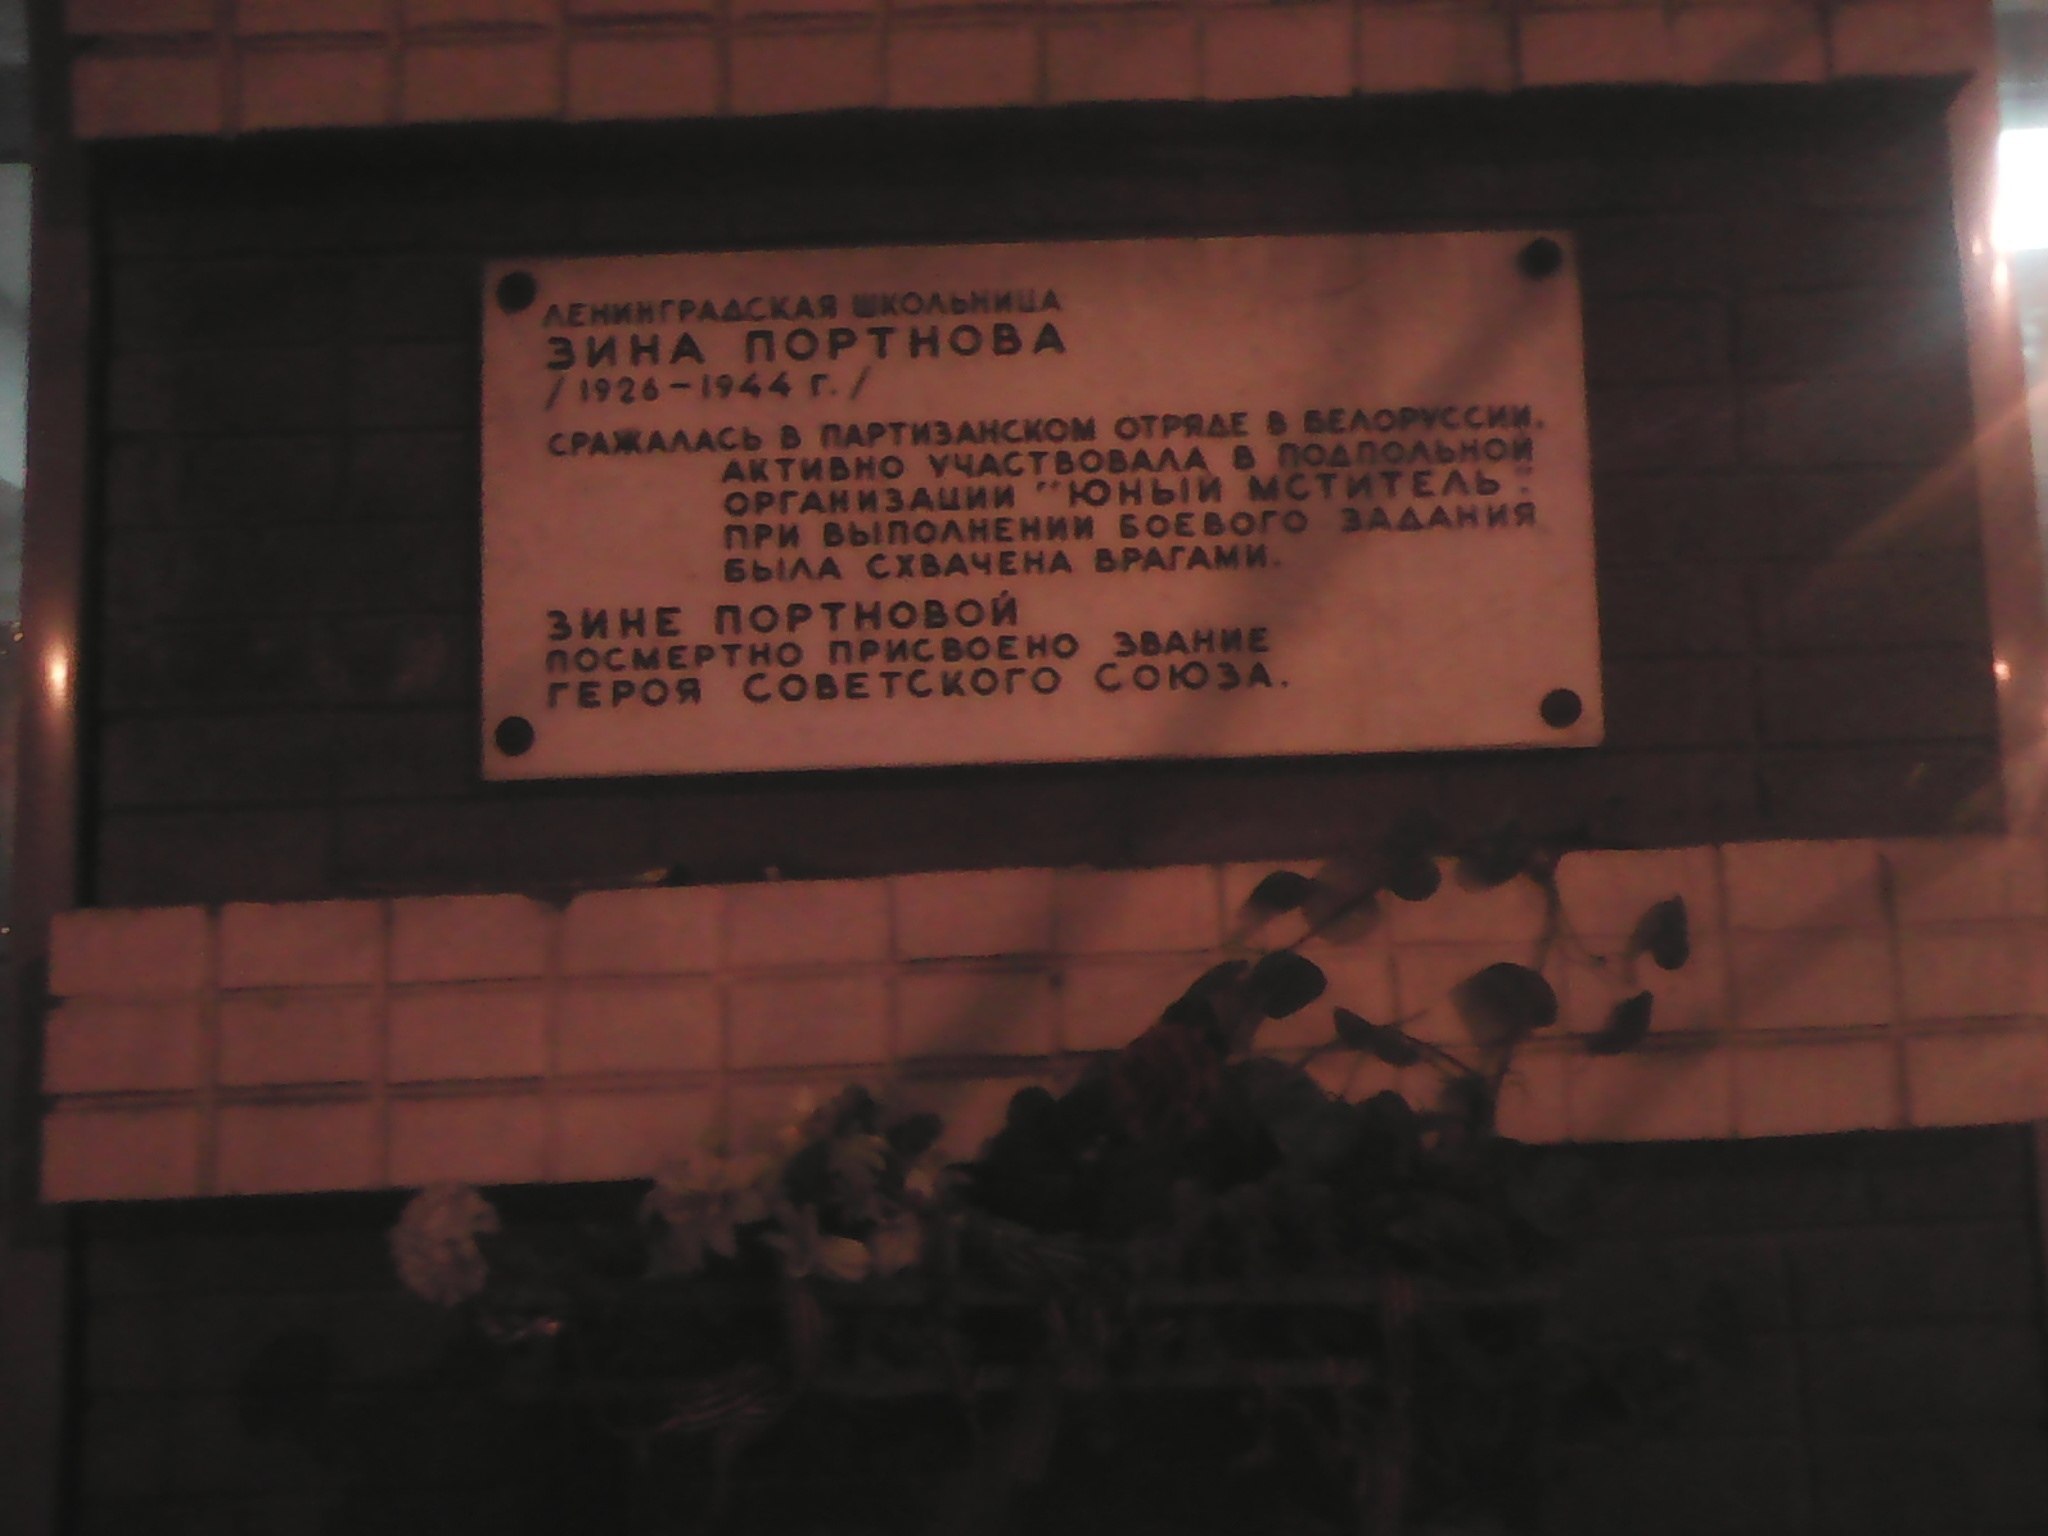 ЛЕНИНГРАДСКАЯ ШКОЛЬНИЦА
ЗИНА ПОРТНОВА
/1926-1944 г./
СРАЖАЛАСЬ В ПАРТИЗАНСКОМ ОТРЯДЕ В БЕЛОРУССИИ.
АКТИВНО УЧАСТВОВАЛА В ПОДПОЛЬНОЙ
ОРГАНИЗАЦИИ "ЮНЫЙ МСТИТЕЛЬ".
ПРИ ВЫПОЛНЕНИИ БОЕВОГО ЗАДАНИЯ
БЫЛА СХВАЧЕНА ВРАГАМИ.
ЗИНЕ ПОРТНОВОЙ
ПОСМЕРТНО ПРИСВОЕНО ЗВАНИЕ
ГЕРОЯ СОВЕТСКОГО СОЮЗА.